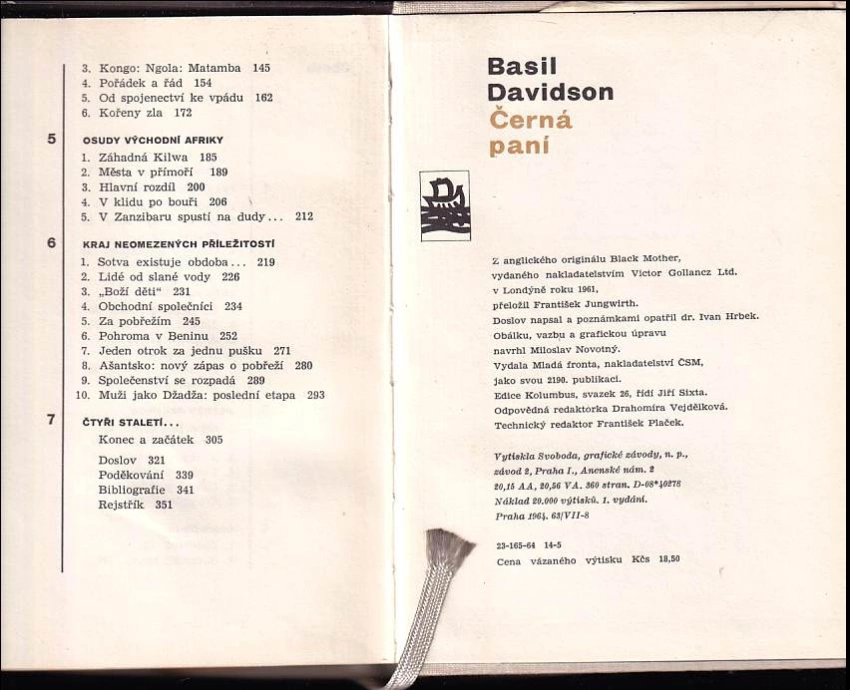 3. Kongo: Ngola: Matamba 145
4. Pořádek a řád 154
5. Od spojenectví ke vpádu 162
6. Kořeny zla 172
5 OSUDY VÝCHODNÍ AFRIKY
1. Záhadná Kilwa 185
2. Města v přímoří 189
3. Hlavní rozdíl 200
4. V klidu po bouři 206
5. V Zanzibaru spustí na dudy... 212
6 KRAJ NEOMEZENÝCH PŘÍLEŽITOSTÍ
1. Sotva existuje obdoba... 219
2. Lidé od slané vody 226
3. „Boží děti“ 231
4. Obchodní společníci 234
5. Za pobřežím 245
6. Pohroma v Beninu 252
7. Jeden otrok za jednu pušku 271
8. Ašantsko: nový zápas o pobřeží 280
9. Společenství se rozpadá 289
10. Muži jako Džadža: poslední etapa 293
7 ČTYŘI STALETÍ...
Konec a začátek 305
Doslov 321
Poděkování 339
Bibliografie 341
Rejstřík 351
Basil
Davidson
Černá
paní
Z anglického originálu Black Mother,
vydaného nakladatelstvím Victor Gollancz Ltd.
v Londýně roku 1961,
přeložil František Jungwirth.
Doslov napsal a poznámkami opatřil dr. Ivan Hrbek.
Obálku, vazbu a grafickou úpravu
navrhl Miloslav Novotný.
Vydala Mladá fronta, nakladatelství ČSM,
jako svou 2190. publikaci.
Edice Kolumbus, svazek 26, řídí Jiří Sixta.
Odpovědná redaktorka Drahomíra Vejdělková.
Technický redaktor František Plaček.
Vytiskla Svoboda, grafické závody, n. p.,
závod 2, Praha I., Anenské nám. 2
20,15 AA, 20,56 VA. 360 stran. D-08*40278
Náklad 20.000 výtisků. I. vydání.
Praha 1964. 63/VII-8
23-165-64 14-5
Cena vázaného výtisku Kčs 18,50